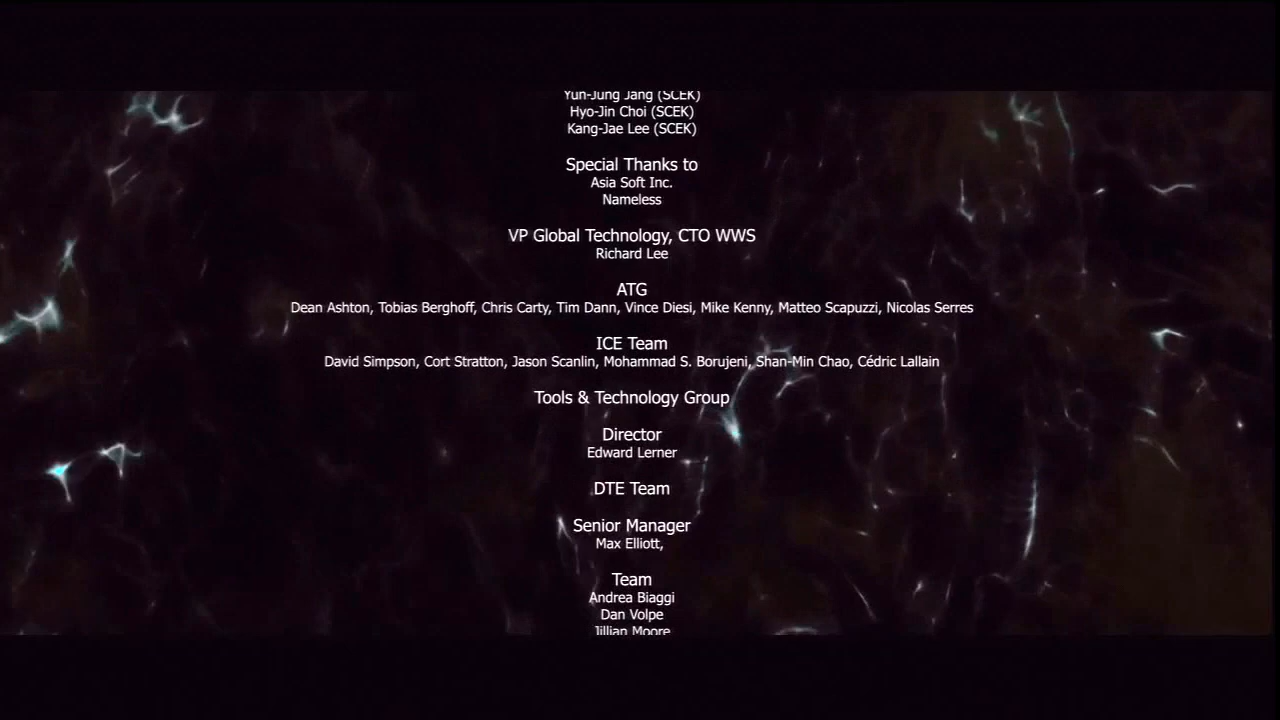 Yun-Jung Jang (SCEK)
Hyo-Jin Choi (SCEK)
Kang-Jae Lee (SCEK)
Special Thanks to
Asia Soft Inc.
Nameless
VP Global Technology, CTO WWS
Richard Lee
ATG
Dean Ashton, Tobias Berghoff, Chris Carty, Tim Dann, Vince Diesi, Mike Kenny, Matteo Scapuzzi, Nicolas Serres
ICE Team
David Simpson, Cort Stratton, Jason Scanlin, Mohammad S. Borujeni, Shan-Min Chao, Cédric Lallain
Tools & Technology Group
Director
Edward Lerner
DTE Team
Senior Manager
Max Elliott,
Team
Andrea Biaggi
Dan Volpe
Jillian Moore